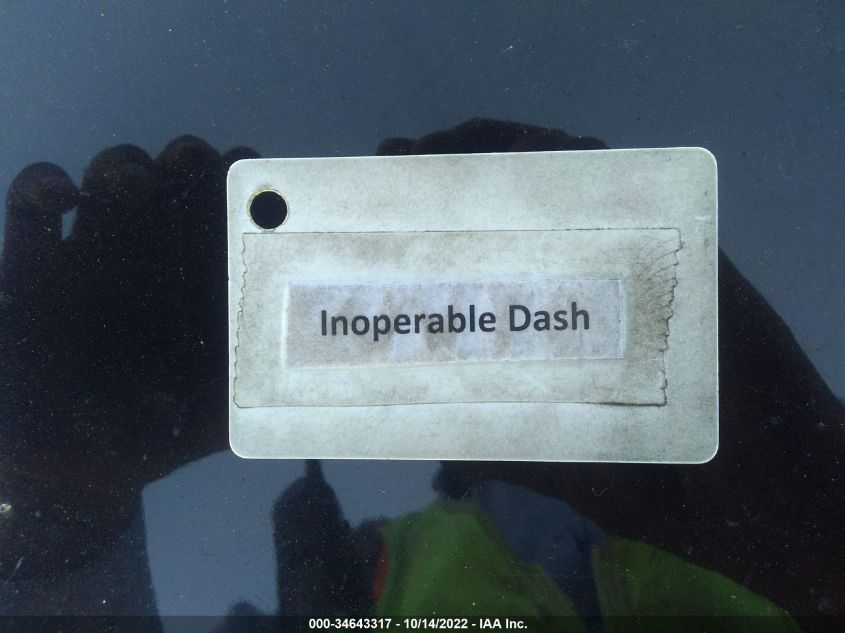 Inoperable Dash
000-34643317 - 10/14/2022 - IAA Inc.